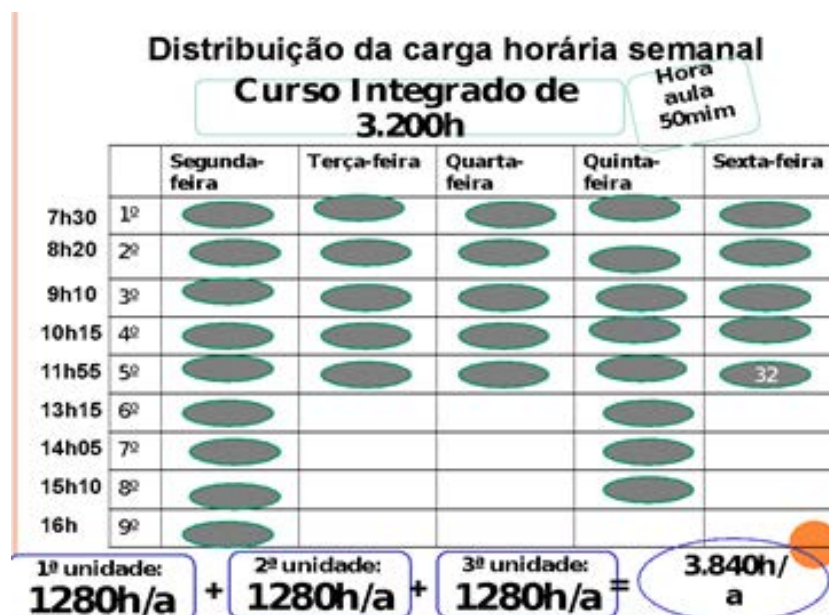 Distribuição da carga horária semanal
Curso Integrado de
3.200h
Hora
aula
50mim
Segunda-
feira
Terça-feira
Quarta-
feira
Quinta-
feira
Sexta-feira
7h30 1º
8h20 2º
9h10 3º
10h15 4º
11h55 5º 32
13h15 6º
14h05 7º
15h10 8º
16h 9º
1ª unidade:
1280h/a
+
2ª unidade:
1280h/a
+
3ª unidade:
1280h/a
=
3.840h/
a